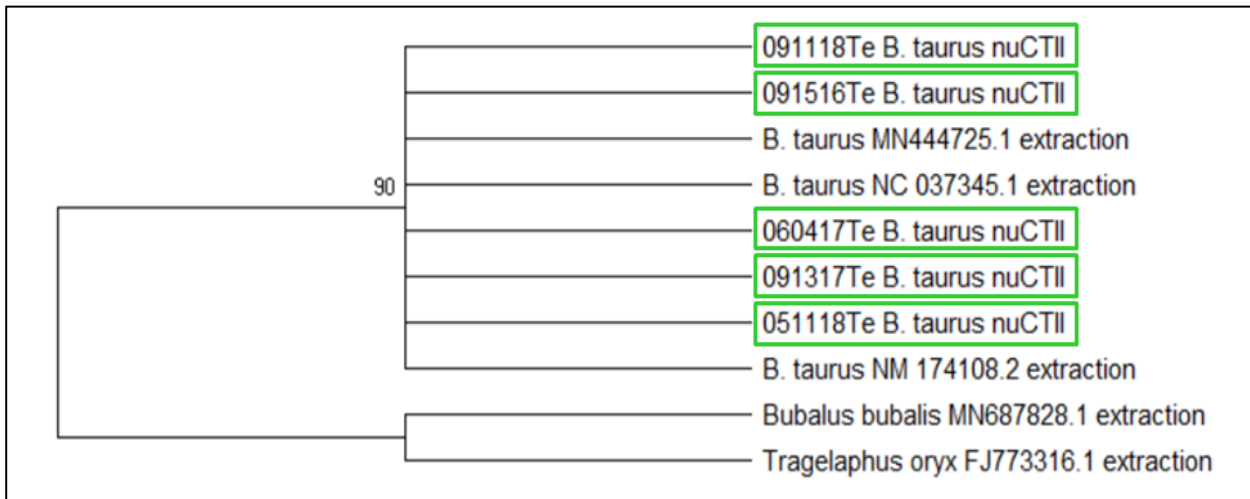 091118Te B. taurus nuCTII
091516Te B. taurus nuCTII
B. taurus MN444725.1 extraction
90
B. taurus NC 037345.1 extraction
060417Te B. taurus nuCTII
091317Te B. taurus nuCTII
051118Te B. taurus nuCTII
B. taurus NM 174108.2 extraction
Bubalus bubalis MN687828.1 extraction
Tragelaphus oryx FJ773316.1 extraction